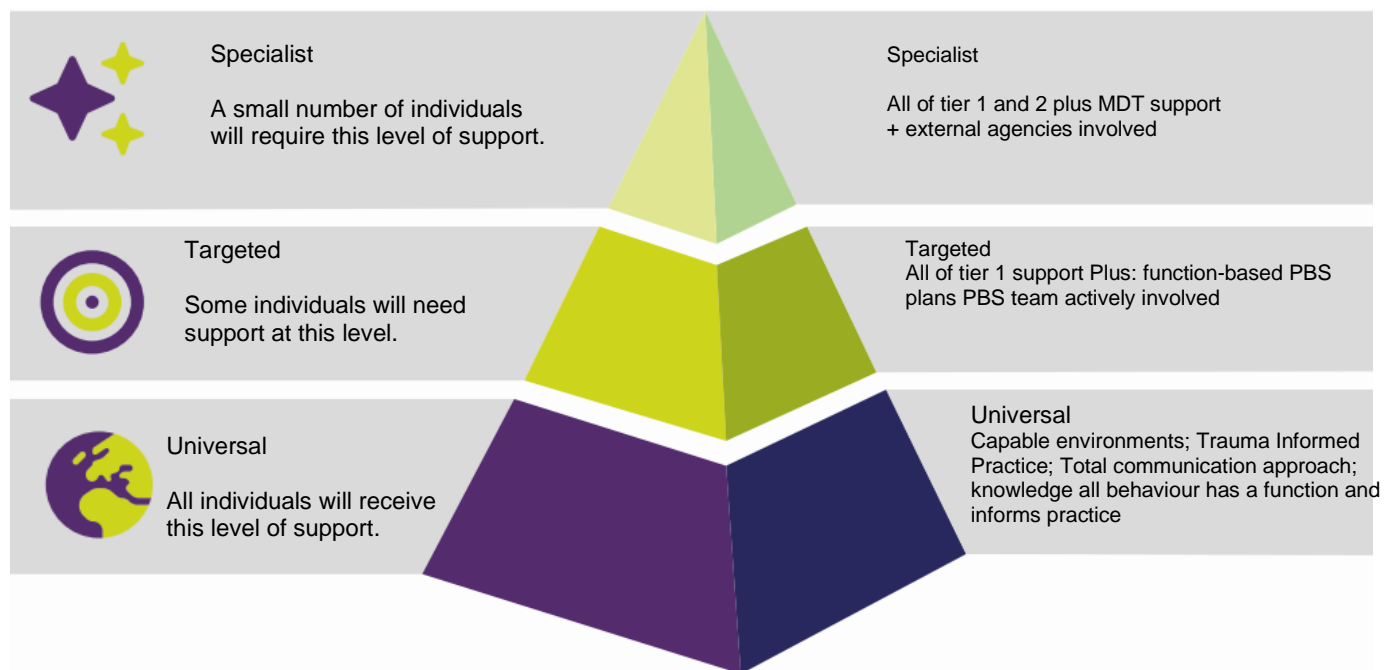 Specialist
A small number of individuals
will require this level of support.
Specialist
All of tier 1 and 2 plus MDT support
+ external agencies involved
Targeted
Some individuals will need
support at this level.
Targeted
All of tier 1 support Plus: function-based PBS
plans PBS team actively involved
Universal
All individuals will receive
this level of support.
Universal
Capable environments; Trauma Informed
Practice; Total communication approach;
knowledge all behaviour has a function and
informs practice